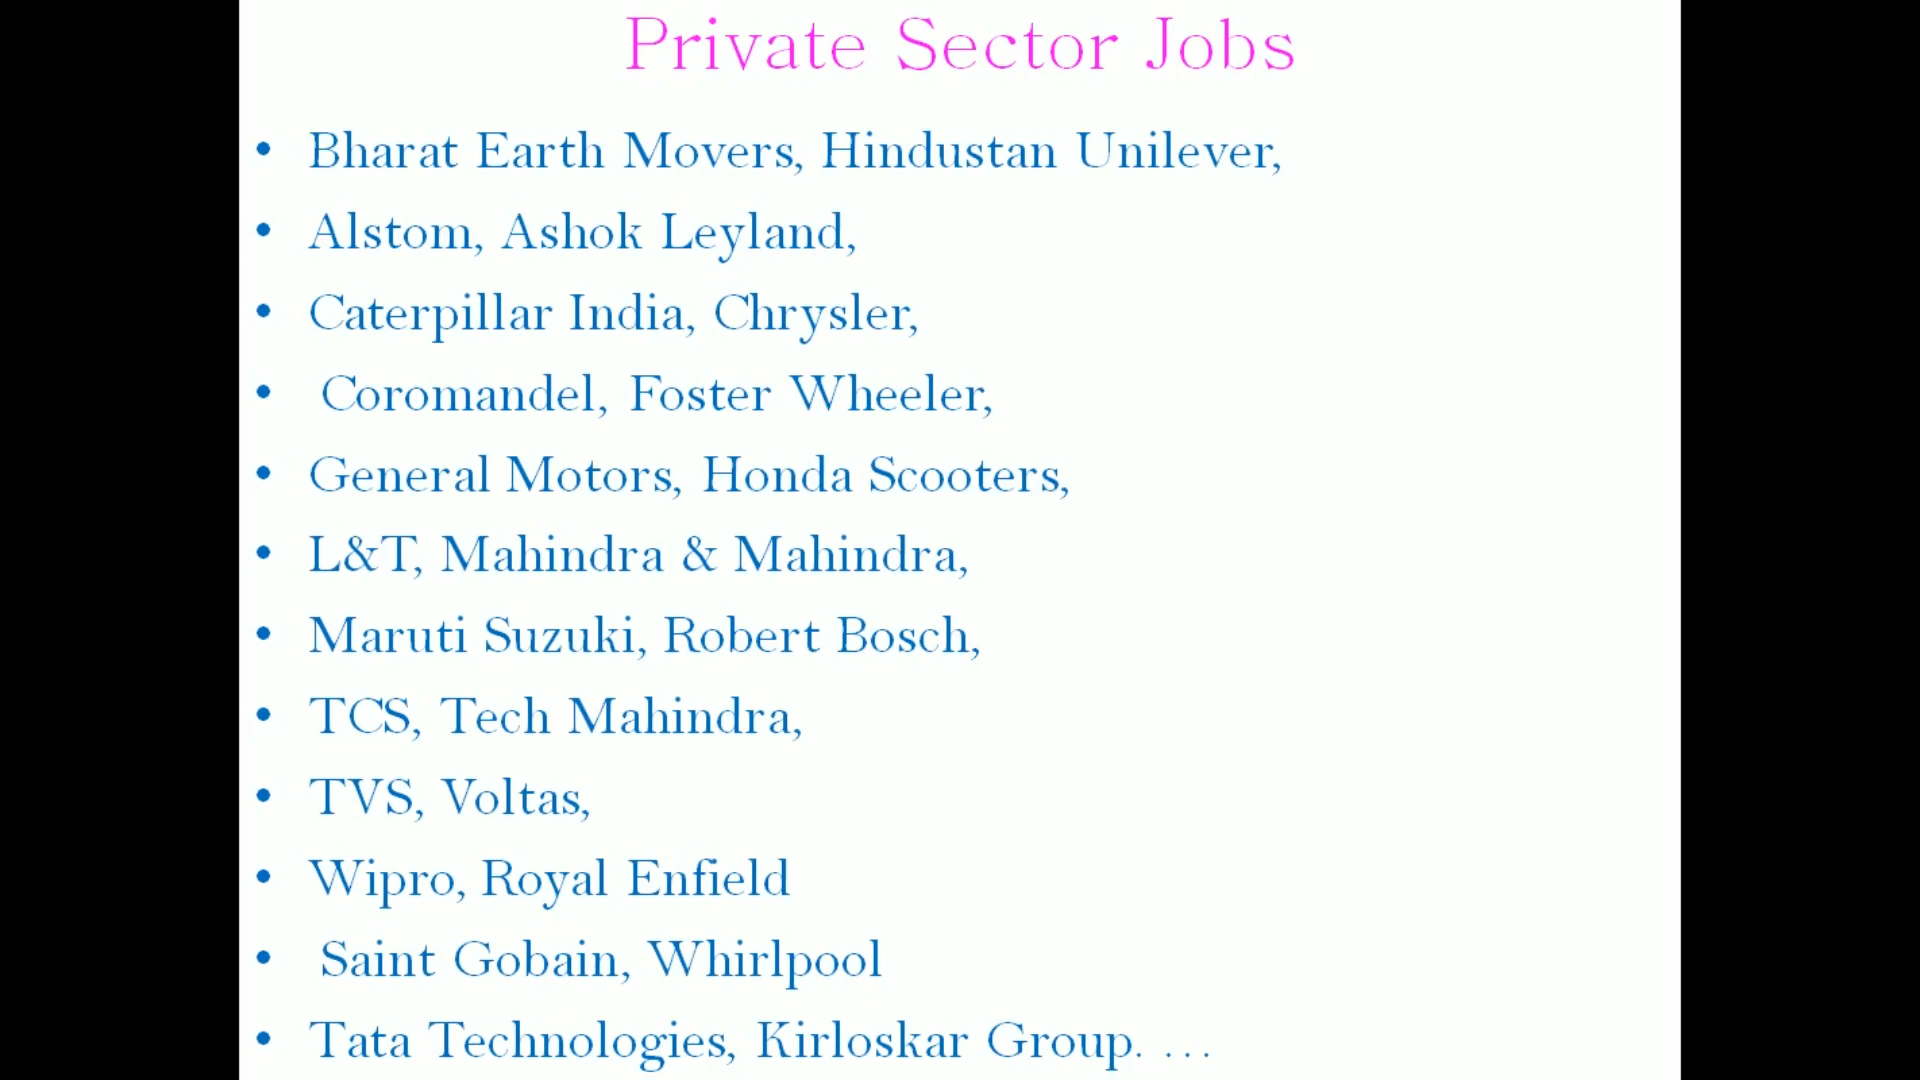 Private Sector Jobs
• Bharat Earth Movers, Hindustan Unilever,
• Alstom, Ashok Leyland,
• Caterpillar India, Chrysler,
• Coromandel, Foster Wheeler,
• General Motors, Honda Scooters,
• L&T, Mahindra & Mahindra,
• Maruti Suzuki, Robert Bosch,
• TCS, Tech Mahindra,
• TVS, Voltas,
• Wipro, Royal Enfield
• Saint Gobain, Whirlpool
• Tata Technologies, Kirloskar Group. …